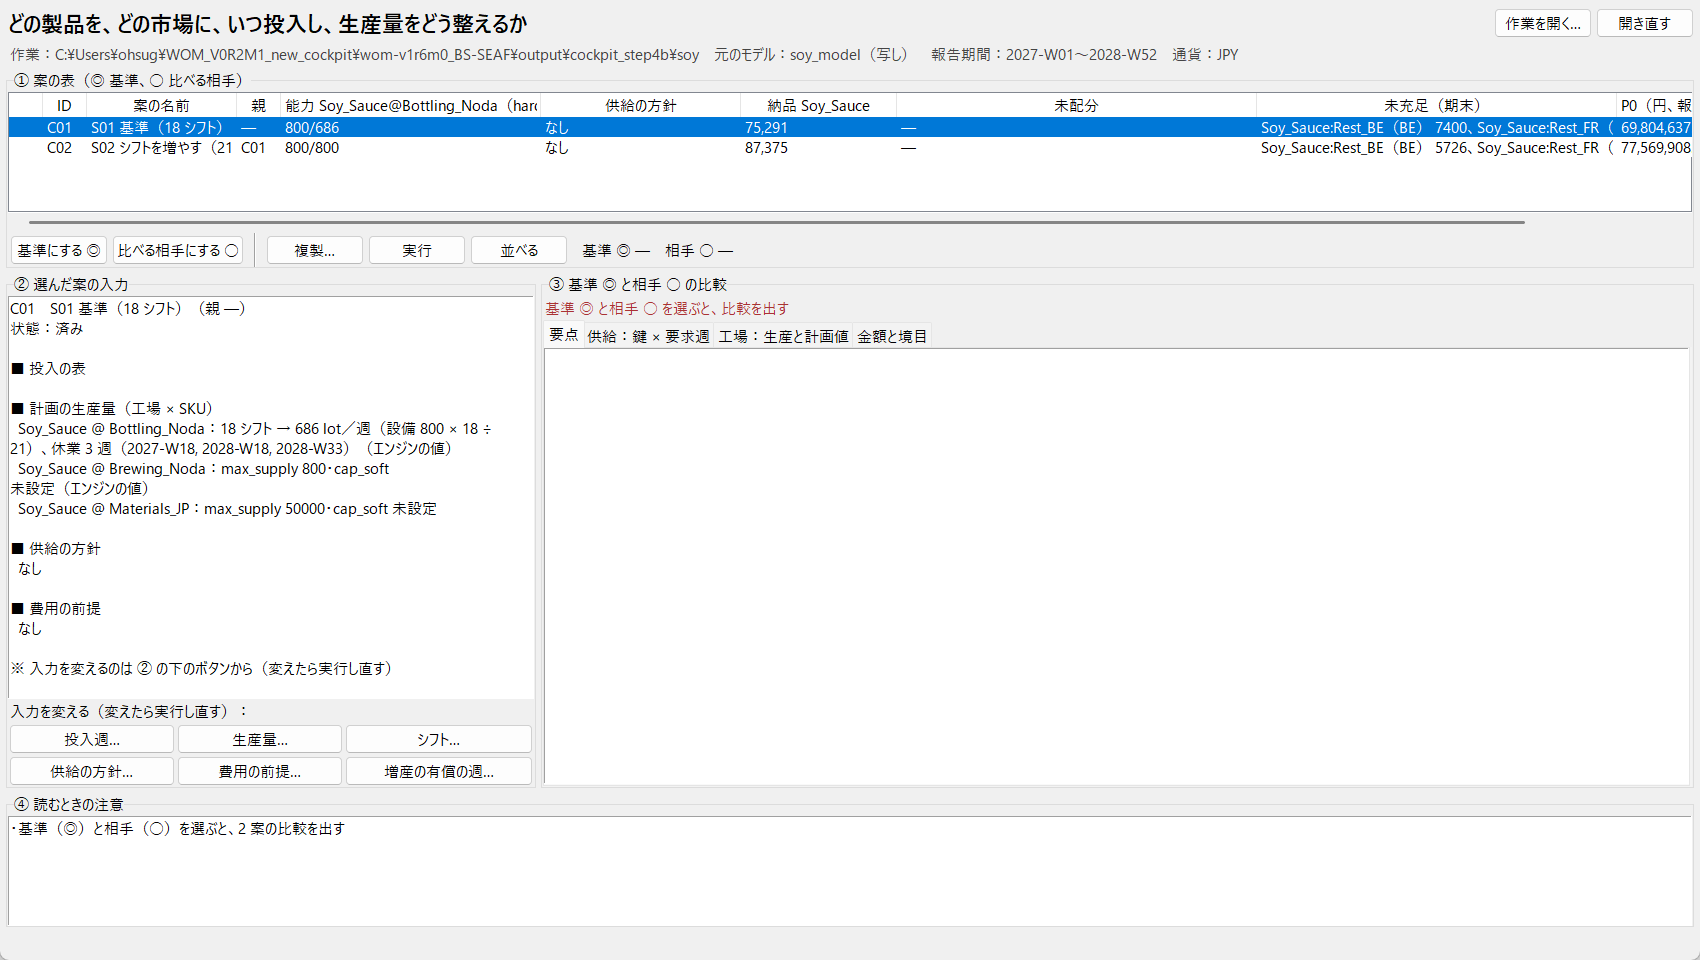 どの製品を、どの市場に、いつ投入し、生産量をどう整えるか
作業を開く... 開き直す
作業：C:¥Users¥ohsug¥WOM_V0R2M1_new_cockpit¥wom-v1r6m0_BS-SEAF¥output¥cockpit_step4b¥soy 元のモデル：soy_model（写し） 報告期間：2027-W01～2028-W52 通貨：JPY
① 案の表（◎ 基準、○ 比べる相手）
ID 案の名前 親 能力 Soy_Sauce@Bottling_Noda（hard 供給の方針 納品 Soy_Sauce 未配分 未充足（期末） P0（円、報
C01 S01 基準（18 シフト） — 800/686 なし 75,291 — Soy_Sauce:Rest_BE（BE） 7400、Soy_Sauce:Rest_FR（ 69,804,637
C02 S02 シフトを増やす（21 C01 800/800 なし 87,375 — Soy_Sauce:Rest_BE（BE） 5726、Soy_Sauce:Rest_FR（ 77,569,908
基準にする ◎ 比べる相手にする ○ 複製... 実行 並べる 基準 ◎ — 相手 ○ —
② 選んだ案の入力
C01 S01 基準（18 シフト）（親 —）
状態：済み
■ 投入の表
■ 計画の生産量（工場 × SKU）
Soy_Sauce @ Bottling_Noda：18 シフト → 686 lot／週（設備 800 × 18 ÷
21）、休業 3 週（2027-W18, 2028-W18, 2028-W33）（エンジンの値）
Soy_Sauce @ Brewing_Noda：max_supply 800・cap_soft
未設定（エンジンの値）
Soy_Sauce @ Materials_JP：max_supply 50000・cap_soft 未設定
■ 供給の方針
なし
■ 費用の前提
なし
※ 入力を変えるのは ② の下のボタンから（変えたら実行し直す）
入力を変える（変えたら実行し直す）：
投入週... 生産量... シフト...
供給の方針... 費用の前提... 増産の有償の週...
③ 基準 ◎ と相手 ○ の比較
基準 ◎ と相手 ○ を選ぶと、比較を出す
要点 供給：鍵 × 要求週 工場：生産と計画値 金額と境目
④ 読むときの注意
・基準（◎）と相手（○）を選ぶと、2 案の比較を出す